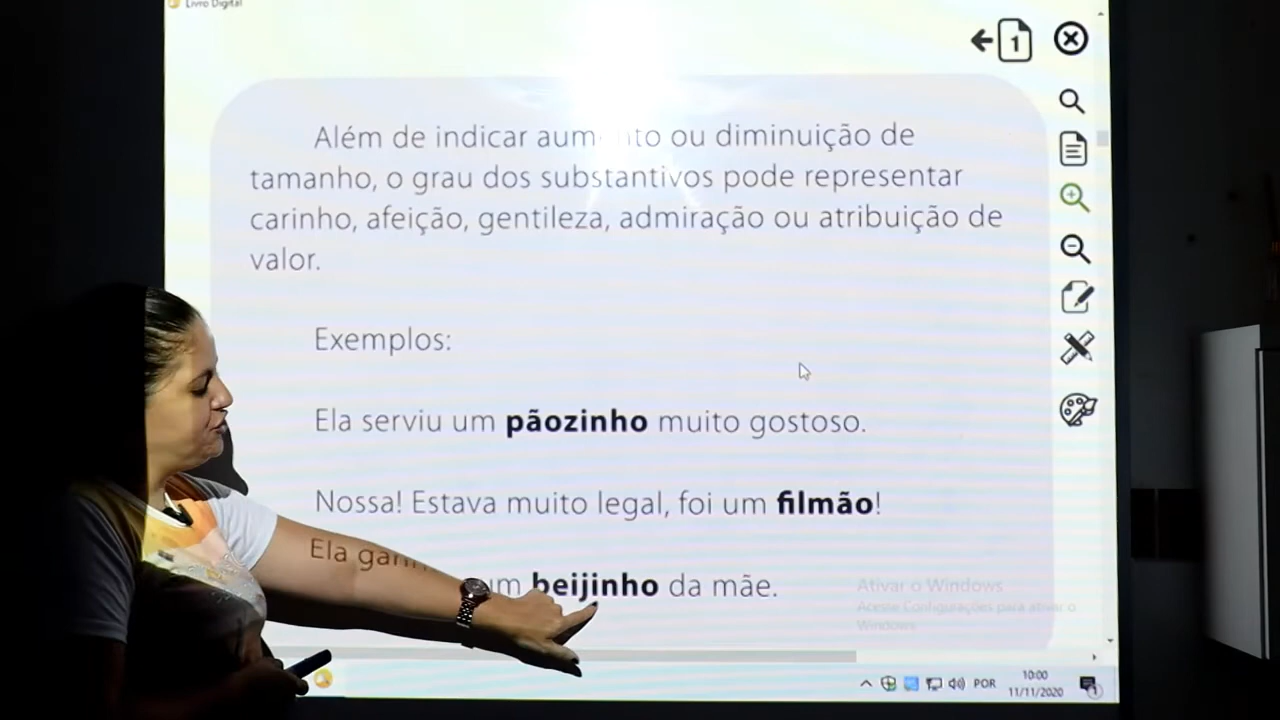 Livro Digital
1
Além de indicar aumento ou diminuição de
tamanho, o grau dos substantivos pode representar
carinho, afeição, gentileza, admiração ou atribuição de
valor.
Exemplos:
Ela serviu um pãozinho muito gostoso.
Nossa! Estava muito legal, foi um filmão!
Ela um beijinho da mãe.
Ativar o Windows
Acesse Configurações para ativar o
Windows.
POR
10:00
11/11/2020
1